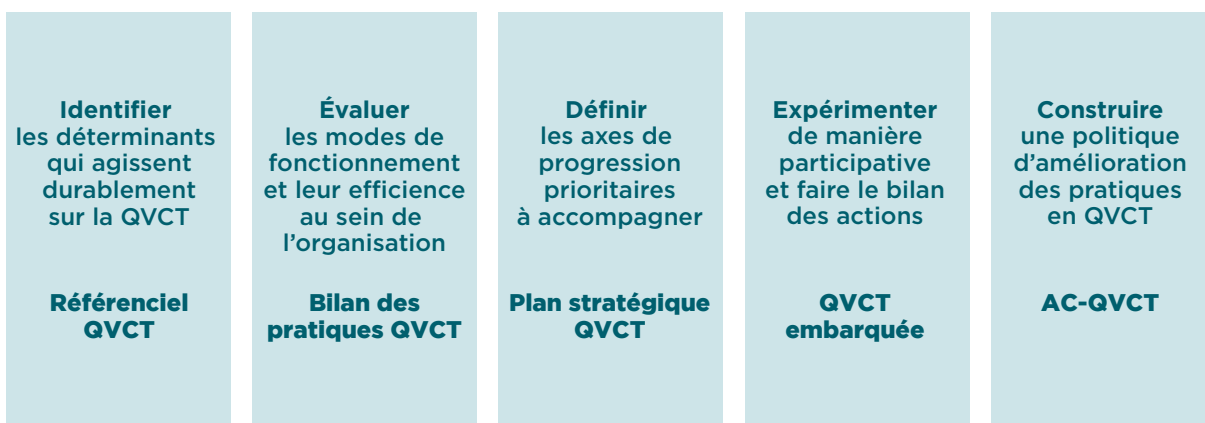 Identifier
les déterminants
qui agissent
durablement
sur la QVCT
Référenciel
QVCT
Évaluer
les modes de
fonctionnement
et leur efficience
au sein de
l’organisation
Bilan des
pratiques QVCT
Définir
les axes de
progression
prioritaires
à accompagner
Plan stratégique
QVCT
Expérimenter
de manière
participative
et faire le bilan
des actions
QVCT
embarquée
Construire
une politique
d’amélioration
des pratiques
en QVCT
AC-QVCT